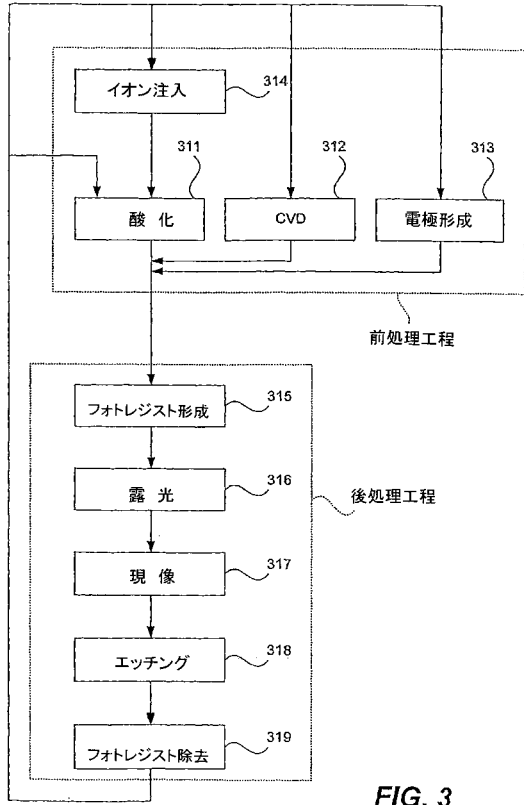 イオン注入
314
311
312
313
酸 化
CVD
電極形成
前処理工程
フォトレジスト形成
315
露 光
316
後処理工程
現 像
317
エッチング
318
フォトレジスト除去
319
FIG. 3